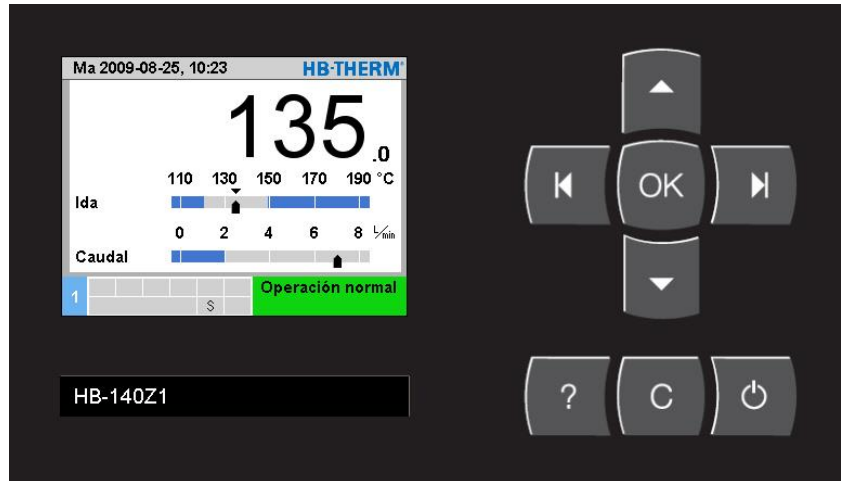 Ma 2009-08-25, 10:23 HB-THERM®
135.0
110 130 150 170 190 °C
Ida
0 2 4 6 8 L/min
Caudal
1 S Operación normal
HB-140Z1
OK
? C